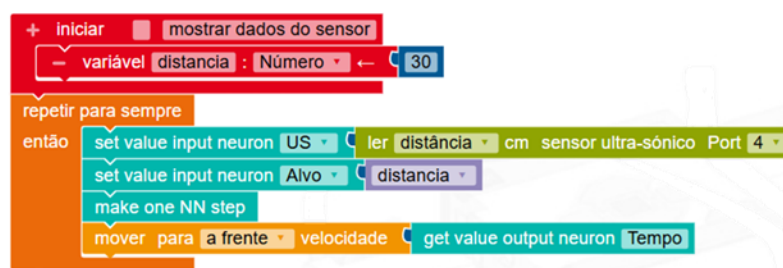 + iniciar mostrar dados do sensor
− variável distancia : Número ← 30
repetir para sempre
então set value input neuron US ler distância cm sensor ultra-sónico Port 4
set value input neuron Alvo distancia
make one NN step
mover para a frente velocidade get value output neuron Tempo